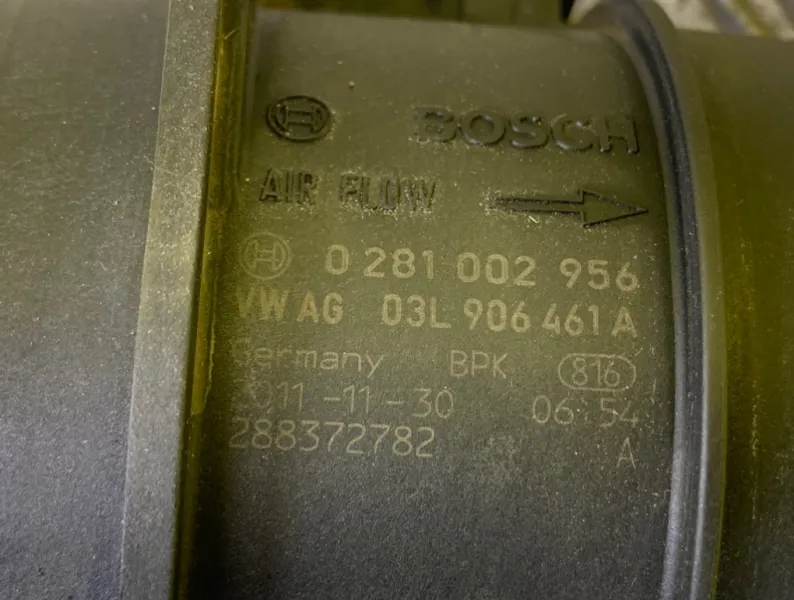 BOSCH
AIR FLOW
0 281 002 956
VW AG 03L 906 461 A
Germany BPK 816
2011-11-30 06:54
288372782 A